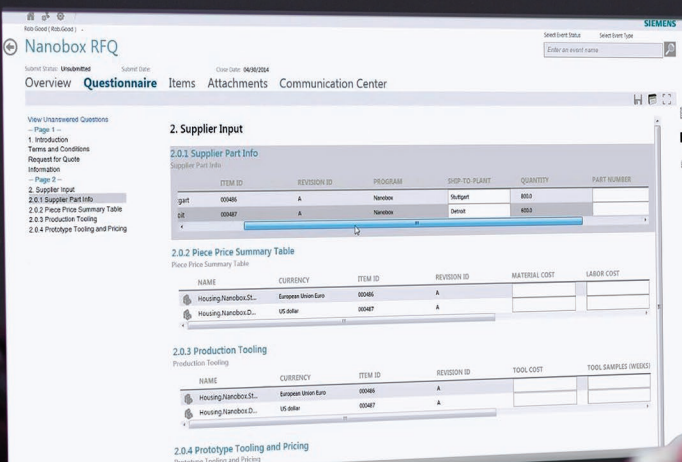 SIEMENS
Rob Good ( Rob.Good )
Select Event Status Select Event Type
Nanobox RFQ
Enter an event name
Submit Status: Unsubmitted Submit Date: Close Date: 04/30/2014
Overview Questionnaire Items Attachments Communication Center
View Unanswered Questions
-- Page 1 --
1. Introduction
Terms and Conditions
Request for Quote
Information
-- Page 2 --
2. Supplier Input
2.0.1 Supplier Part Info
2.0.2 Piece Price Summary Table
2.0.3 Production Tooling
2.0.4 Prototype Tooling and Pricing
2. Supplier Input
2.0.1 Supplier Part Info
Supplier Part Info
ITEM ID REVISION ID PROGRAM SHIP-TO-PLANT QUANTITY PART NUMBER
gart 000486 A Nanobox Stuttgart 800.0
oit 000487 A Nanobox Detroit 400.0
2.0.2 Piece Price Summary Table
Piece Price Summary Table
NAME CURRENCY ITEM ID REVISION ID MATERIAL COST LABOR COST
Housing.Nanobox.St... European Union Euro 000486 A
Housing.Nanobox.D... US dollar 000487 A
2.0.3 Production Tooling
Production Tooling
NAME CURRENCY ITEM ID REVISION ID TOOL COST TOOL SAMPLES (WEEKS)
Housing.Nanobox.St... European Union Euro 000486 A
Housing.Nanobox.D... US dollar 000487 A
2.0.4 Prototype Tooling and Pricing
Prototype Tooling and Pricing